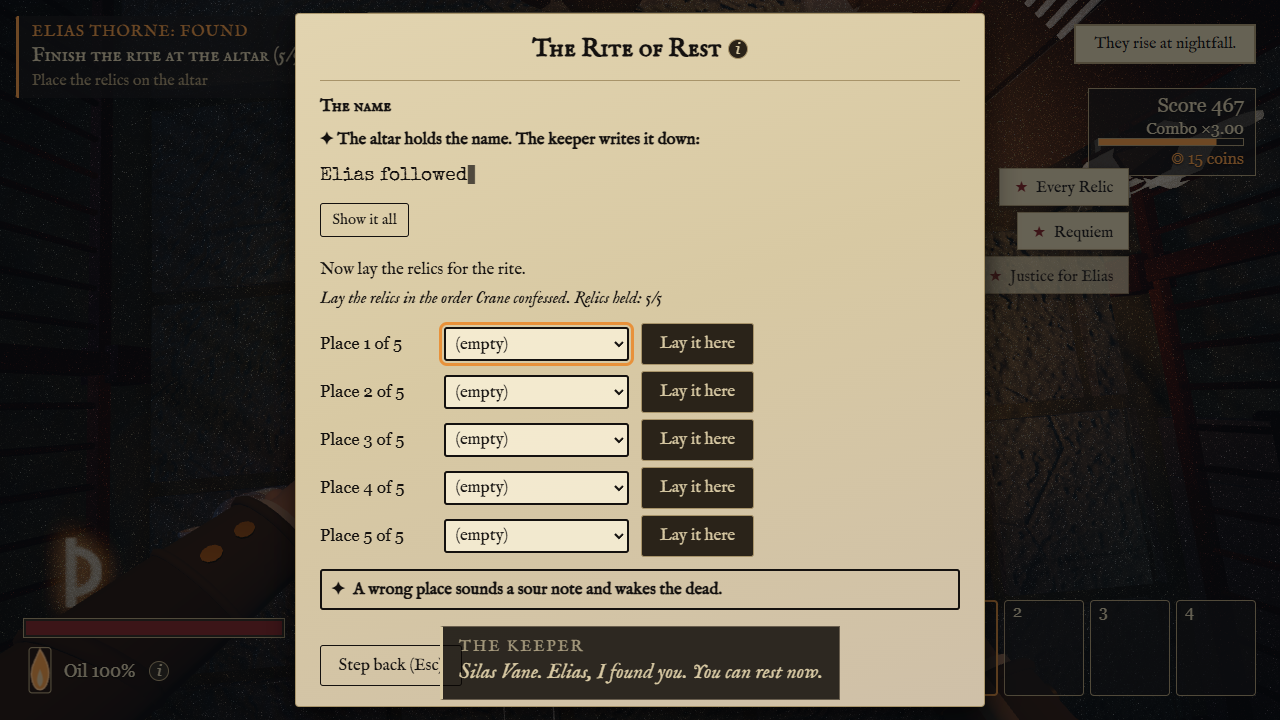 ELIAS THORNE: FOUND
FINISH THE RITE AT THE ALTAR (5/
Place the relics on the altar
The Rite of Rest
The name
✦ The altar holds the name. The keeper writes it down:
Elias followed
Show it all
Now lay the relics for the rite.
Lay the relics in the order Crane confessed. Relics held: 5/5
Place 1 of 5 (empty) Lay it here
Place 2 of 5 (empty) Lay it here
Place 3 of 5 (empty) Lay it here
Place 4 of 5 (empty) Lay it here
Place 5 of 5 (empty) Lay it here
✦ A wrong place sounds a sour note and wakes the dead.
Step back (Esc)
THE KEEPER
Silas Vane. Elias, I found you. You can rest now.
They rise at nightfall.
Score 467
Combo ×3.00
15 coins
★ Every Relic
★ Requiem
★ Justice for Elias
Oil 100%
2 3 4